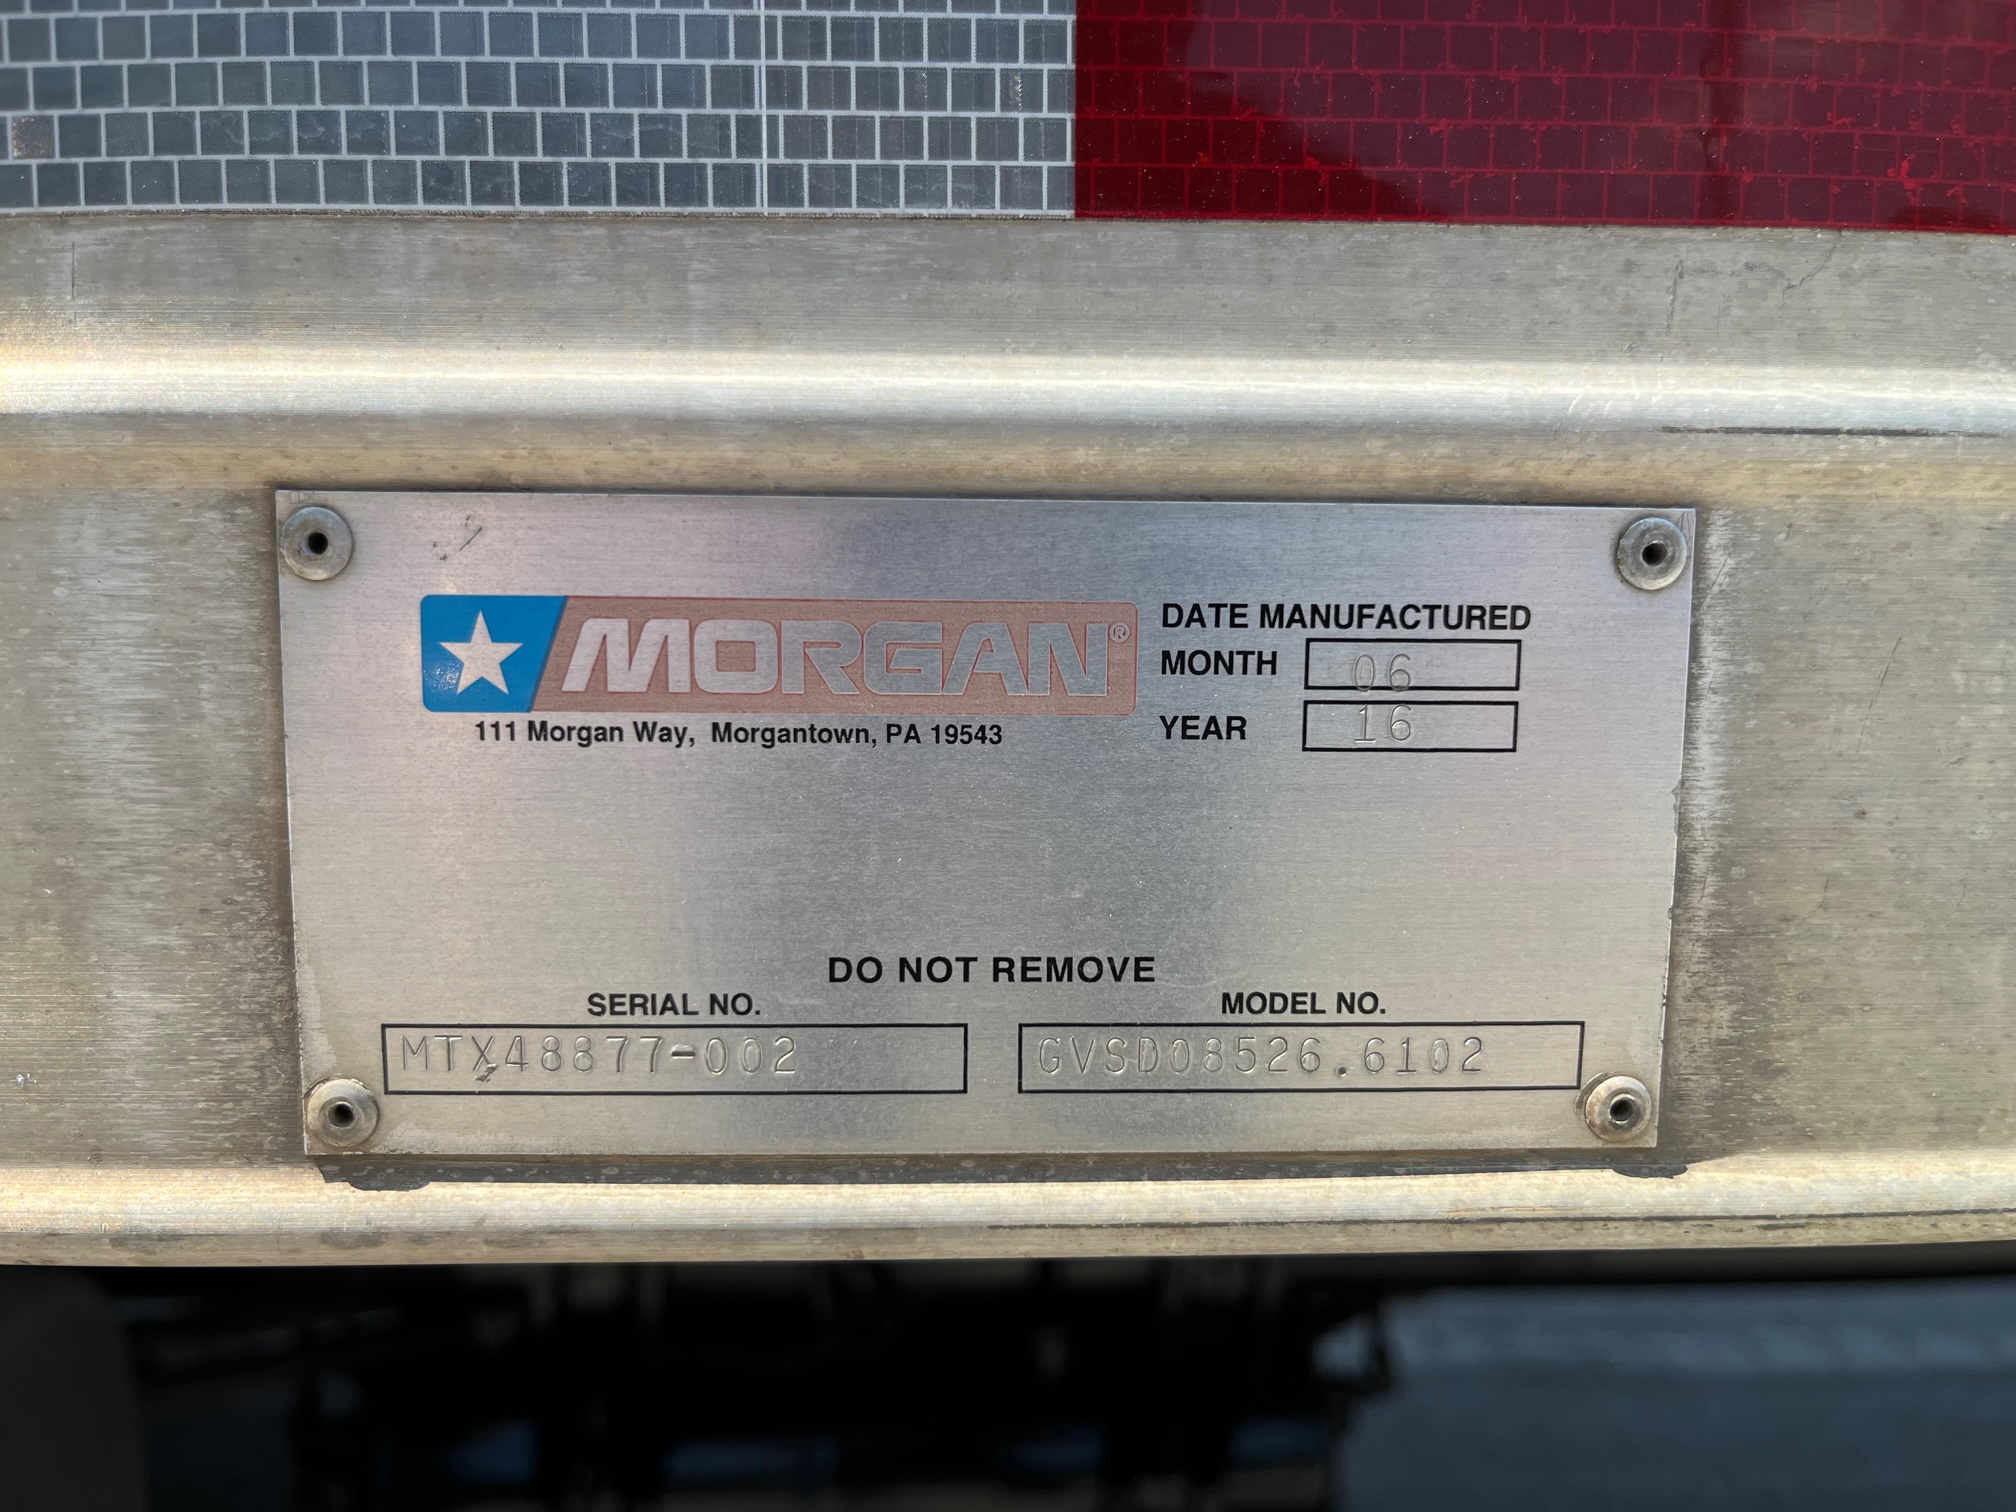 MORGAN®
111 Morgan Way, Morgantown, PA 19543
DATE MANUFACTURED
MONTH 06
YEAR 16
DO NOT REMOVE
SERIAL NO. MODEL NO.
MTX48877-002 GVSD08526.6102